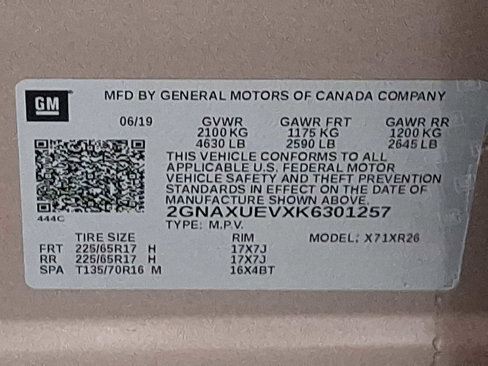 GM MFD BY GENERAL MOTORS OF CANADA COMPANY
06/19 GVWR GAWR FRT GAWR RR
2100 KG 1175 KG 1200 KG
4630 LB 2590 LB 2645 LB
THIS VEHICLE CONFORMS TO ALL
APPLICABLE U.S. FEDERAL MOTOR
VEHICLE SAFETY AND THEFT PREVENTION
STANDARDS IN EFFECT ON THE DATE OF
MANUFACTURE SHOWN ABOVE.
2GNAXUEVXK6301257
444C TYPE: M.P.V.
TIRE SIZE RIM MODEL: X71XR26
FRT 225/65R17 H 17X7J
RR 225/65R17 H 17X7J
SPA T135/70R16 M 16X4BT